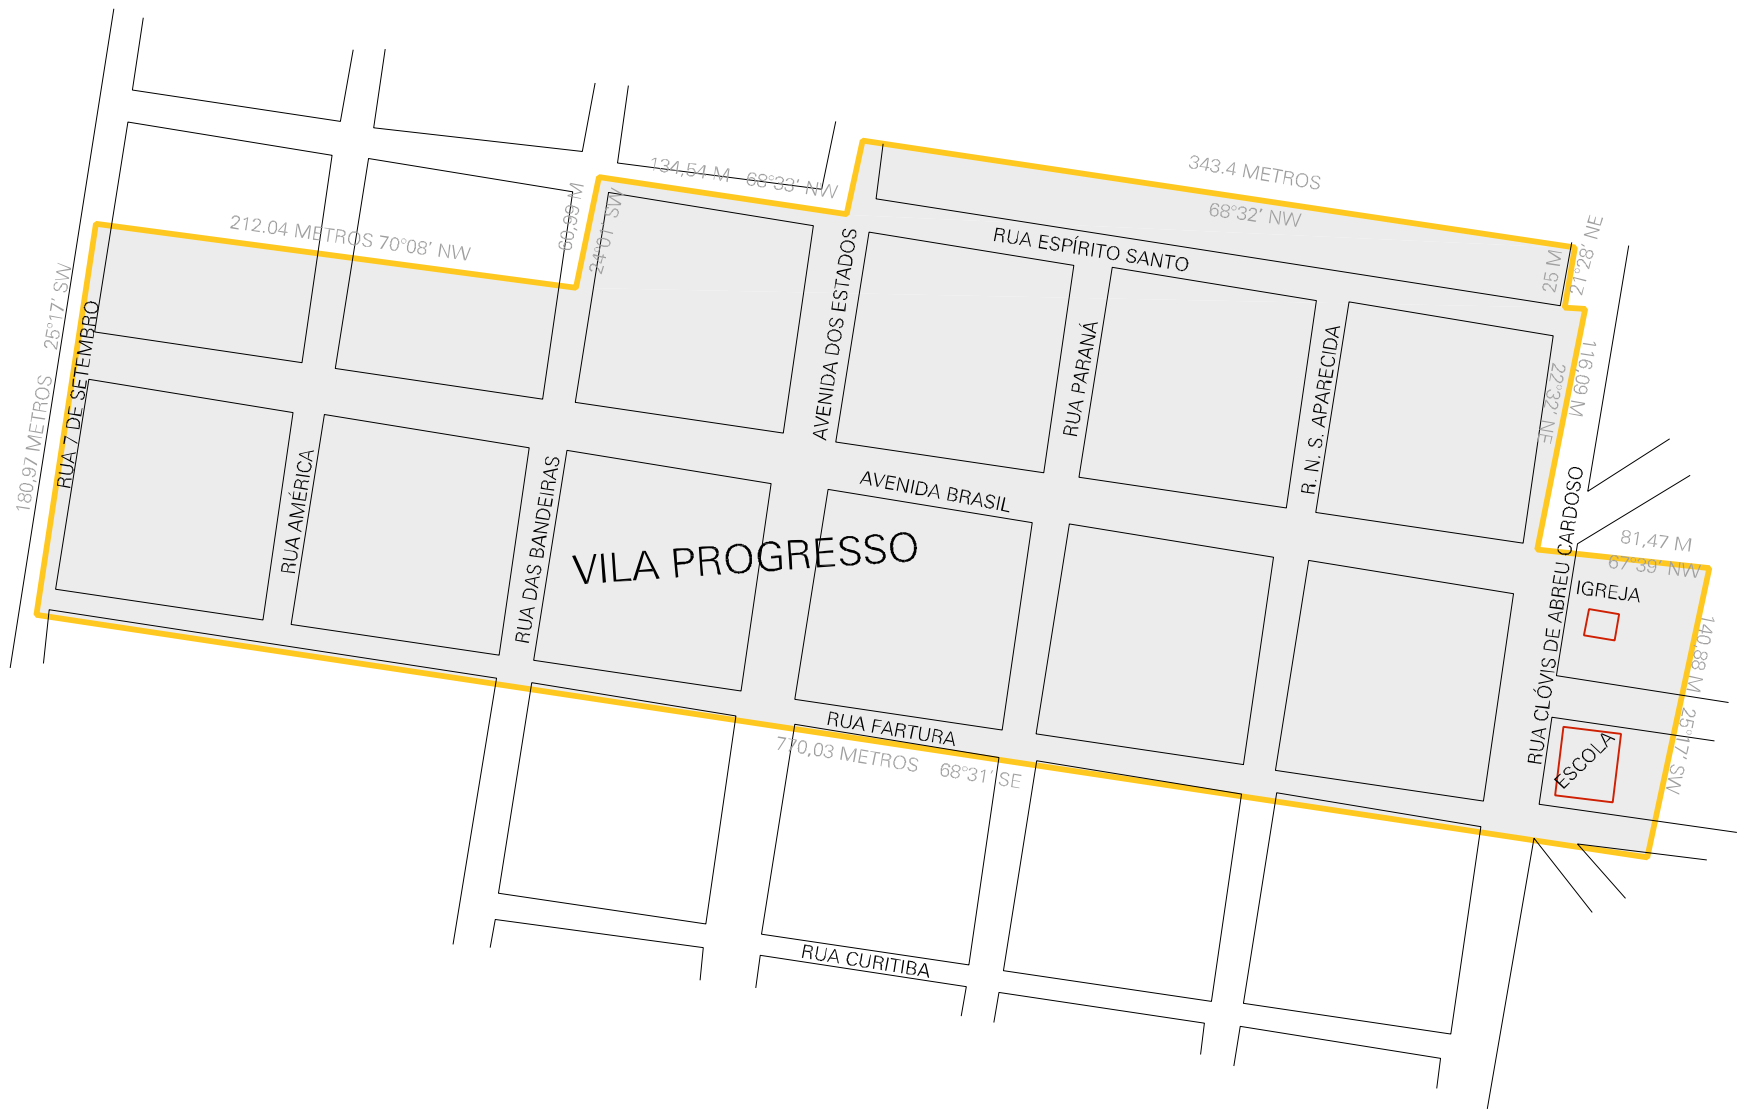 343.4 METROS
68°32' NW
134,54 M 68°33' NW
60,99 M
24°01' SW
212.04 METROS 70°08' NW
25 M
21°28, NE
RUA ESPÍRITO SANTO
AVENIDA DOS ESTADOS
25°17' SW
180,97 METROS
RUA 7 DE SETEMBRO
RUA PARANÁ
R. N. S. APARECIDA
116,09 M
22°32' NE
RUA AMÉRICA
RUA DAS BANDEIRAS
AVENIDA BRASIL
VILA PROGRESSO
RUA CLÓVIS DE ABREU CARDOSO
81,47 M
67°39' NW
IGREJA
140,88 M 25°17' SW
RUA FARTURA
770,03 METROS 68°31' SE
ESCOLA
RUA CURITIBA